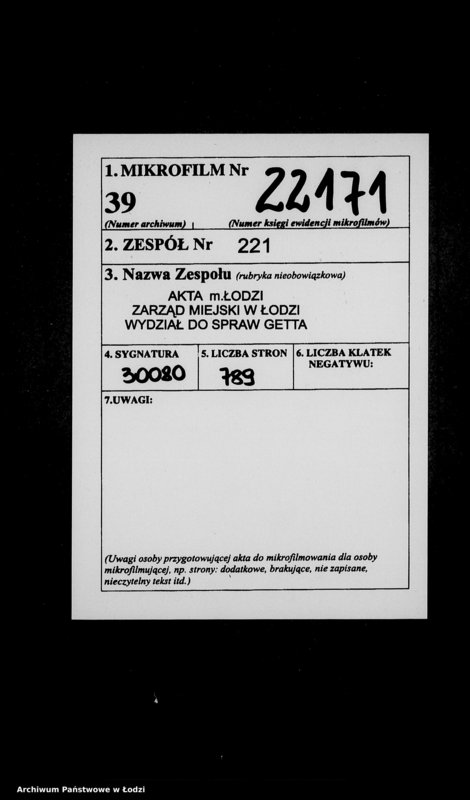 1. MIKROFILM Nr 22171
39
(Numer archiwum) (Numer księgi ewidencji mikrofilmów)
2. ZESPÓŁ Nr 221
3. Nazwa Zespołu (rubryka nieobowiązkowa)
AKTA m.ŁODZI
ZARZĄD MIEJSKI W ŁODZI
WYDZIAŁ DO SPRAW GETTA
4. SYGNATURA 5. LICZBA STRON 6. LICZBA KLATEK
NEGATYWU:
30080 789
7.UWAGI:
(Uwagi osoby przygotowującej akta do mikrofilmowania dla osoby
mikrofilmującej, np. strony: dodatkowe, brakujące, nie zapisane,
nieczytelny tekst itd.)
Archiwum Państwowe w Łodzi